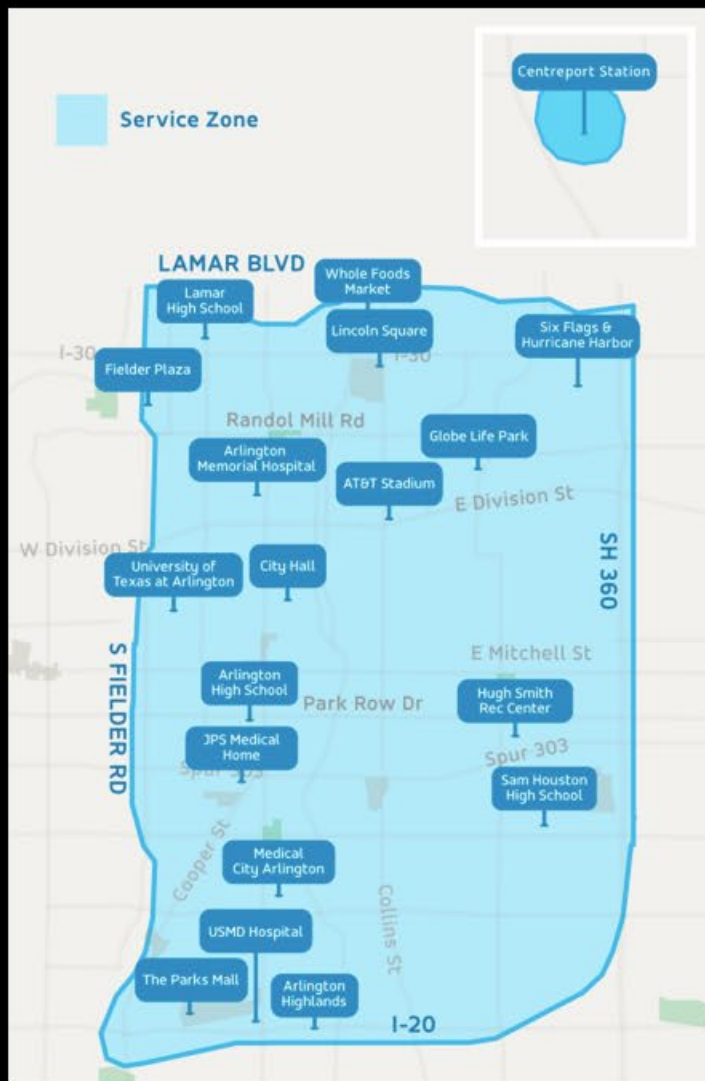 Centreport Station
Service Zone
LAMAR BLVD
Whole Foods
Market
Lamar
High School
Lincoln Square
Six Flags &
Hurricane Harbor
I-30
I-30
Fielder Plaza
Randol Mill Rd
Globe Life Park
Arlington
Memorial Hospital
AT&T Stadium
E Division St
W Division St
University of
Texas at Arlington
City Hall
SH 360
S FIELDER RD
E Mitchell St
Arlington
High School
Park Row Dr
Hugh Smith
Rec Center
JPS Medical
Home
Spur 303
Spur 303
Sam Houston
High School
Cooper St
Medical
City Arlington
Collins St
USMD Hospital
The Parks Mall
Arlington
Highlands
I-20